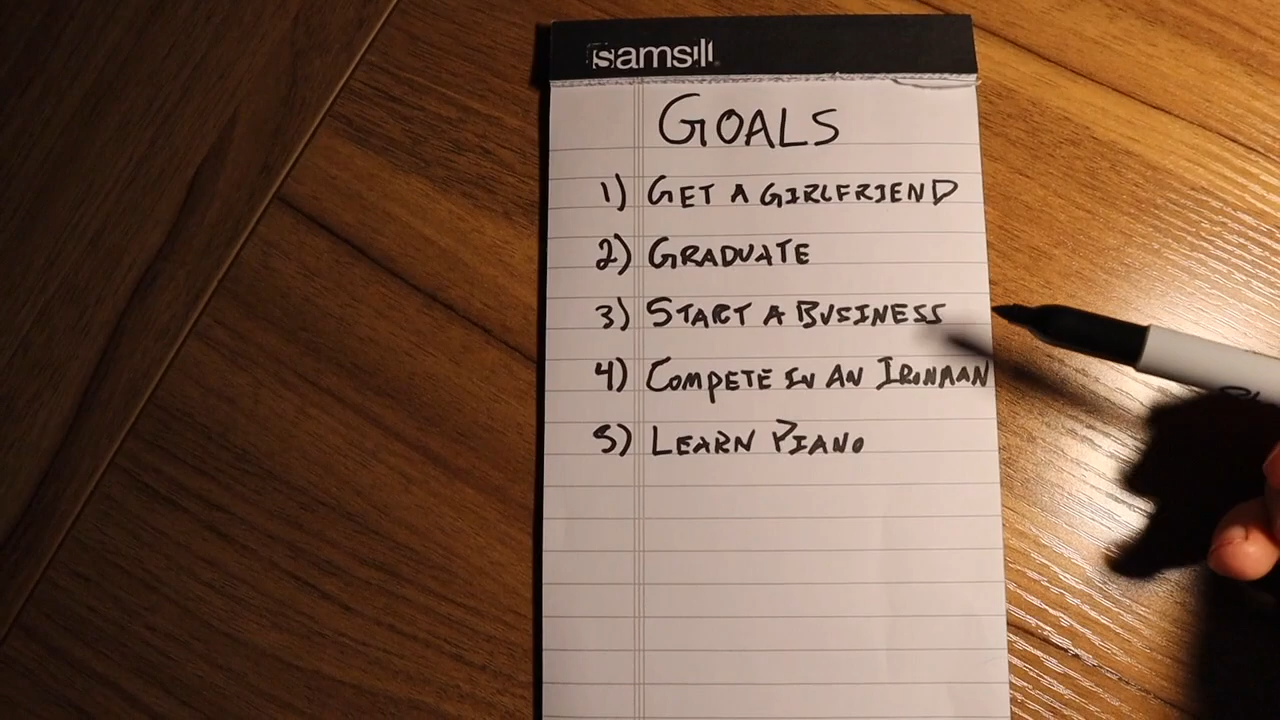 samsill
GOALS
1) GET A GIRLFRIEND
2) GRADUATE
3) START A BUSINESS
4) COMPETE IN AN IRONMAN
5) LEARN PIANO